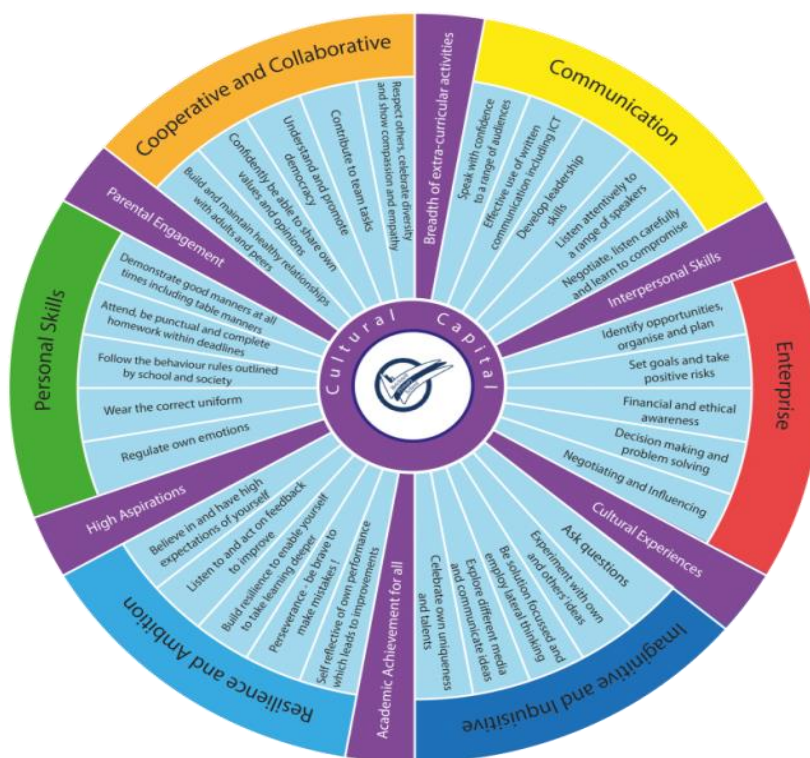 Cultural Capital
Breadth of extra-curricular activities
Communication
Speak with confidence
to a range of audiences
Effective use of written
communication including ICT
Develop leadership
skills
Listen attentively to
a range of speakers
Negotiate, listen carefully
and learn to compromise
Interpersonal Skills
Enterprise
Identify opportunities,
organise and plan
Set goals and take
positive risks
Financial and ethical
awareness
Decision making and
problem solving
Negotiating and Influencing
Cultural Experiences
Imaginitive and Inquisitive
Ask questions
Experiment with own
and others' ideas
Be solution focussed and
employ lateral thinking
Explore different media
and communicate ideas
Celebrate own uniqueness
and talents
Academic Achievement for all
Resilience and Ambition
Self reflective of own performance
which leads to improvements
Perseverance - be brave to
make mistakes !
Build resilience to enable yourself
to take learning deeper
Listen to and act on feedback
to improve
Believe in and have high
expectations of yourself
High Aspirations
Personal Skills
Regulate own emotions
Wear the correct uniform
Follow the behaviour rules outlined
by school and society
Attend, be punctual and complete
homework within deadlines
Demonstrate good manners at all
times including table manners
Parental Engagement
Cooperative and Collaborative
Build and maintain healthy relationships
with adults and peers
Confidently be able to share own
values and opinions
Understand and promote
democracy
Contribute to team tasks
Respect others, celebrate diversity
and show compassion and empathy